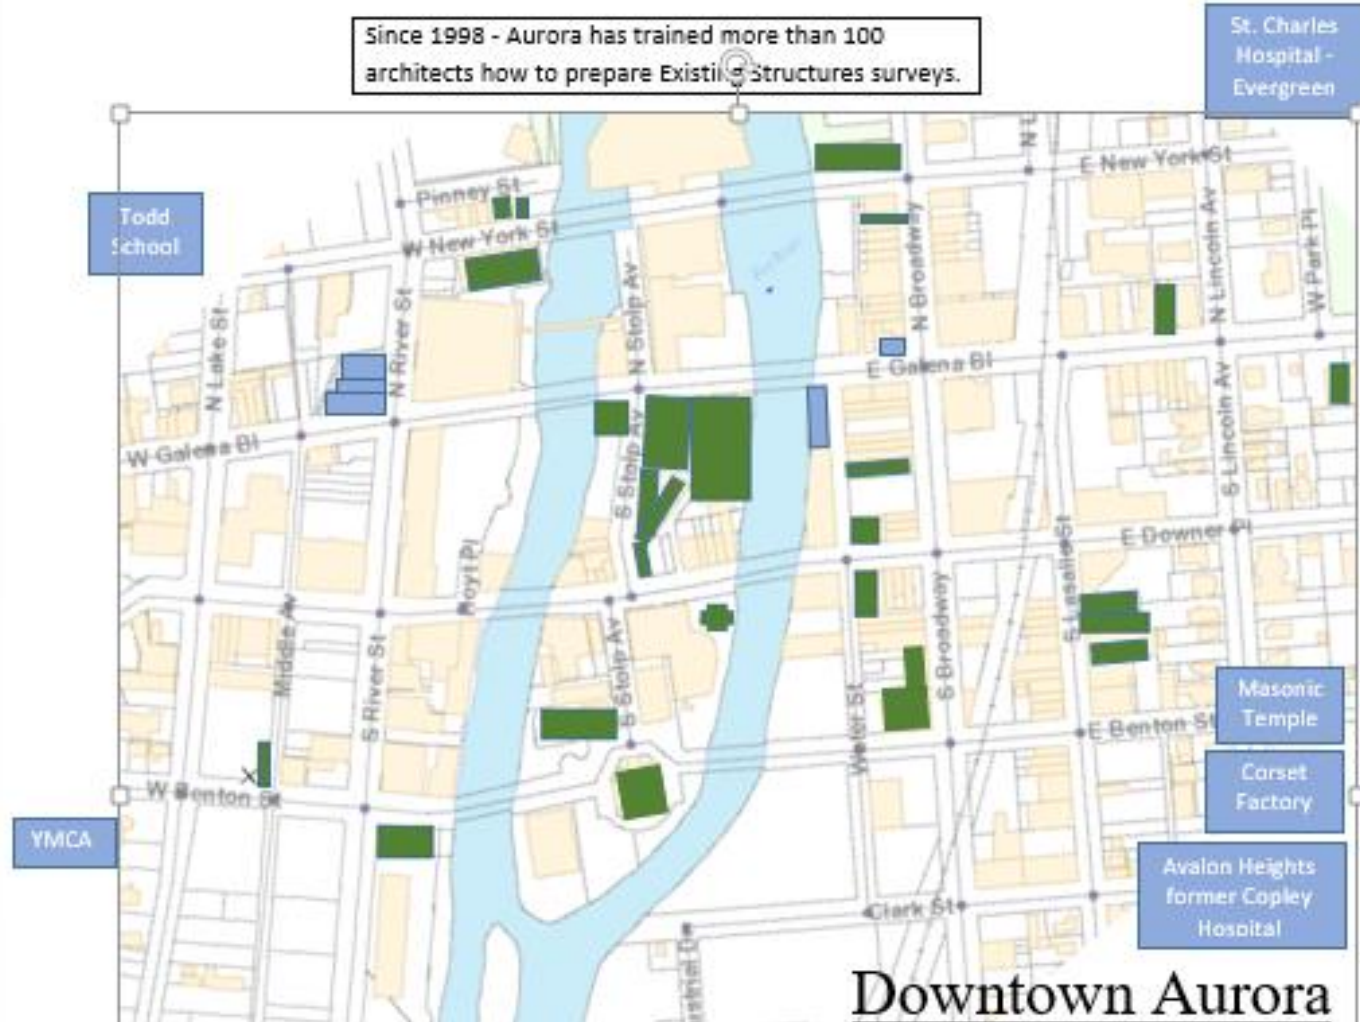 Since 1998 - Aurora has trained more than 100
architects how to prepare Existing Structures surveys.
St. Charles
Hospital -
Evergreen
Todd
School
Pinney St
W New York St
E New York St
N Lake St
N River St
N Stolp Av
N Broadway
N Lincoln Av
W Park Pl
E Galena Bl
W Galena Bl
S Stolp Av
S Lincoln Av
Hoyt Pl
E Downer Pl
Middle Av
S River St
S Stolp Av
S Broadway
S Lasalle St
Water St
E Benton St
W Benton St
Masonic
Temple
Corset
Factory
YMCA
Avalon Heights
former Copley
Hospital
Clark St
Downtown Aurora